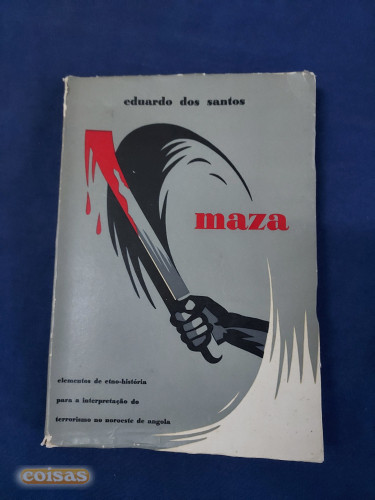 eduardo dos santos
maza
elementos de etno-história
para a interpretação do
terrorismo no noroeste de angola
coisas